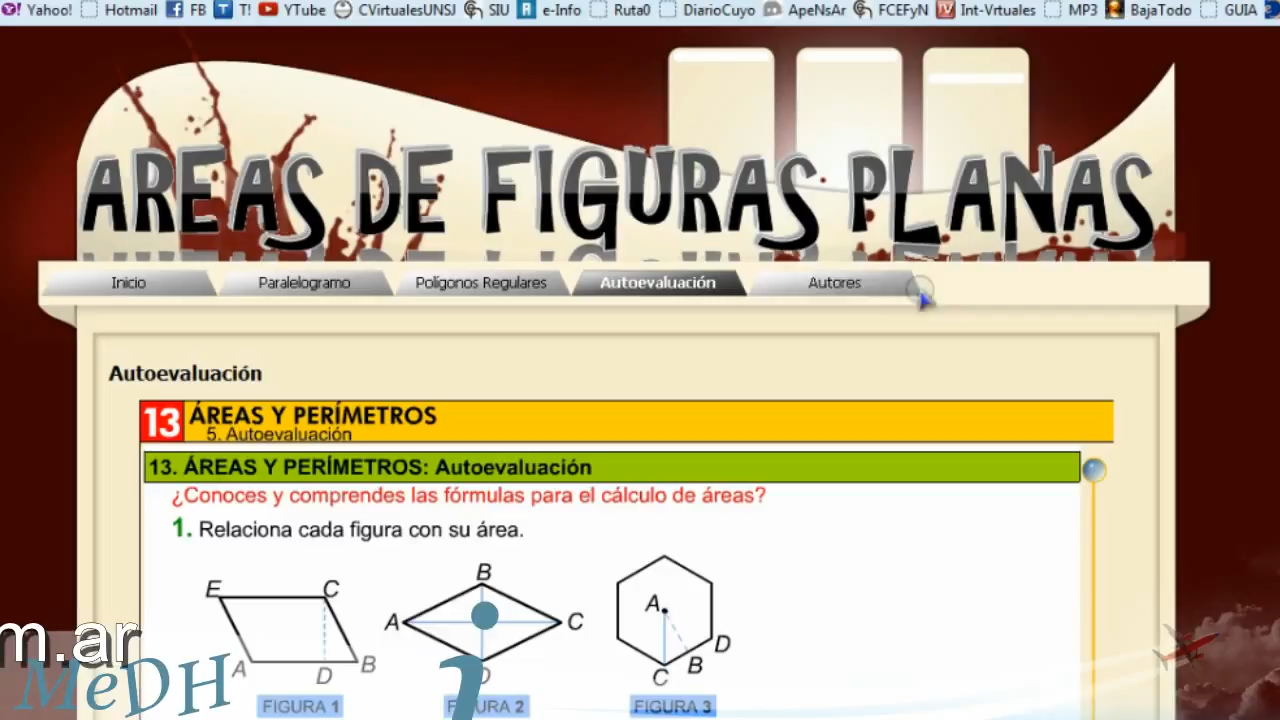 Yahoo! Hotmail FB T! YTube CVirtualesUNSJ SIU e-Info Ruta0 DiarioCuyo ApeNsAr FCEFyN Int-Vrtuales MP3 BajaTodo GUIA
AREAS DE FIGURAS PLANAS
Inicio Paralelogramo Polígonos Regulares Autoevaluación Autores
Autoevaluación
13 ÁREAS Y PERÍMETROS
5. Autoevaluación
13. ÁREAS Y PERÍMETROS: Autoevaluación
¿Conoces y comprendes las fórmulas para el cálculo de áreas?
1. Relaciona cada figura con su área.
E C A D B
B A C D
A D B C
FIGURA 1 FIGURA 2 FIGURA 3
m.ar
MeDH